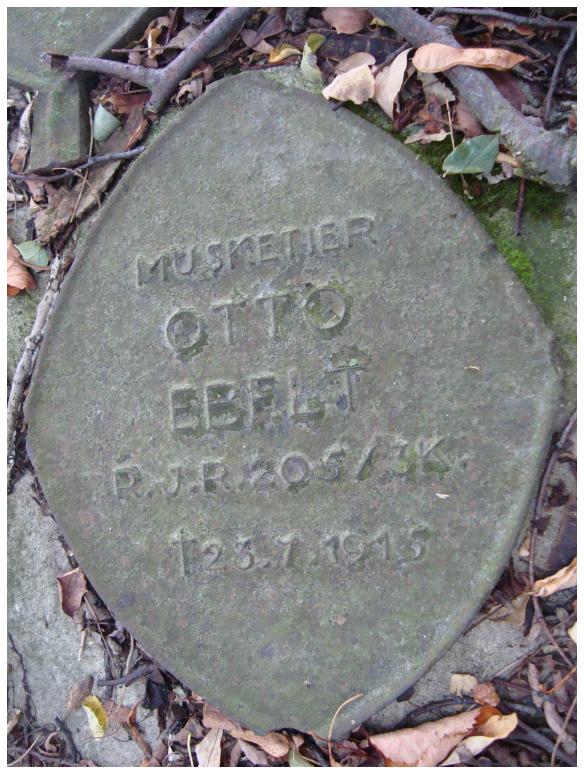 MUSKETIER
OTTO
EBELT
R.J.R. 205/3K.
†23.7.1915